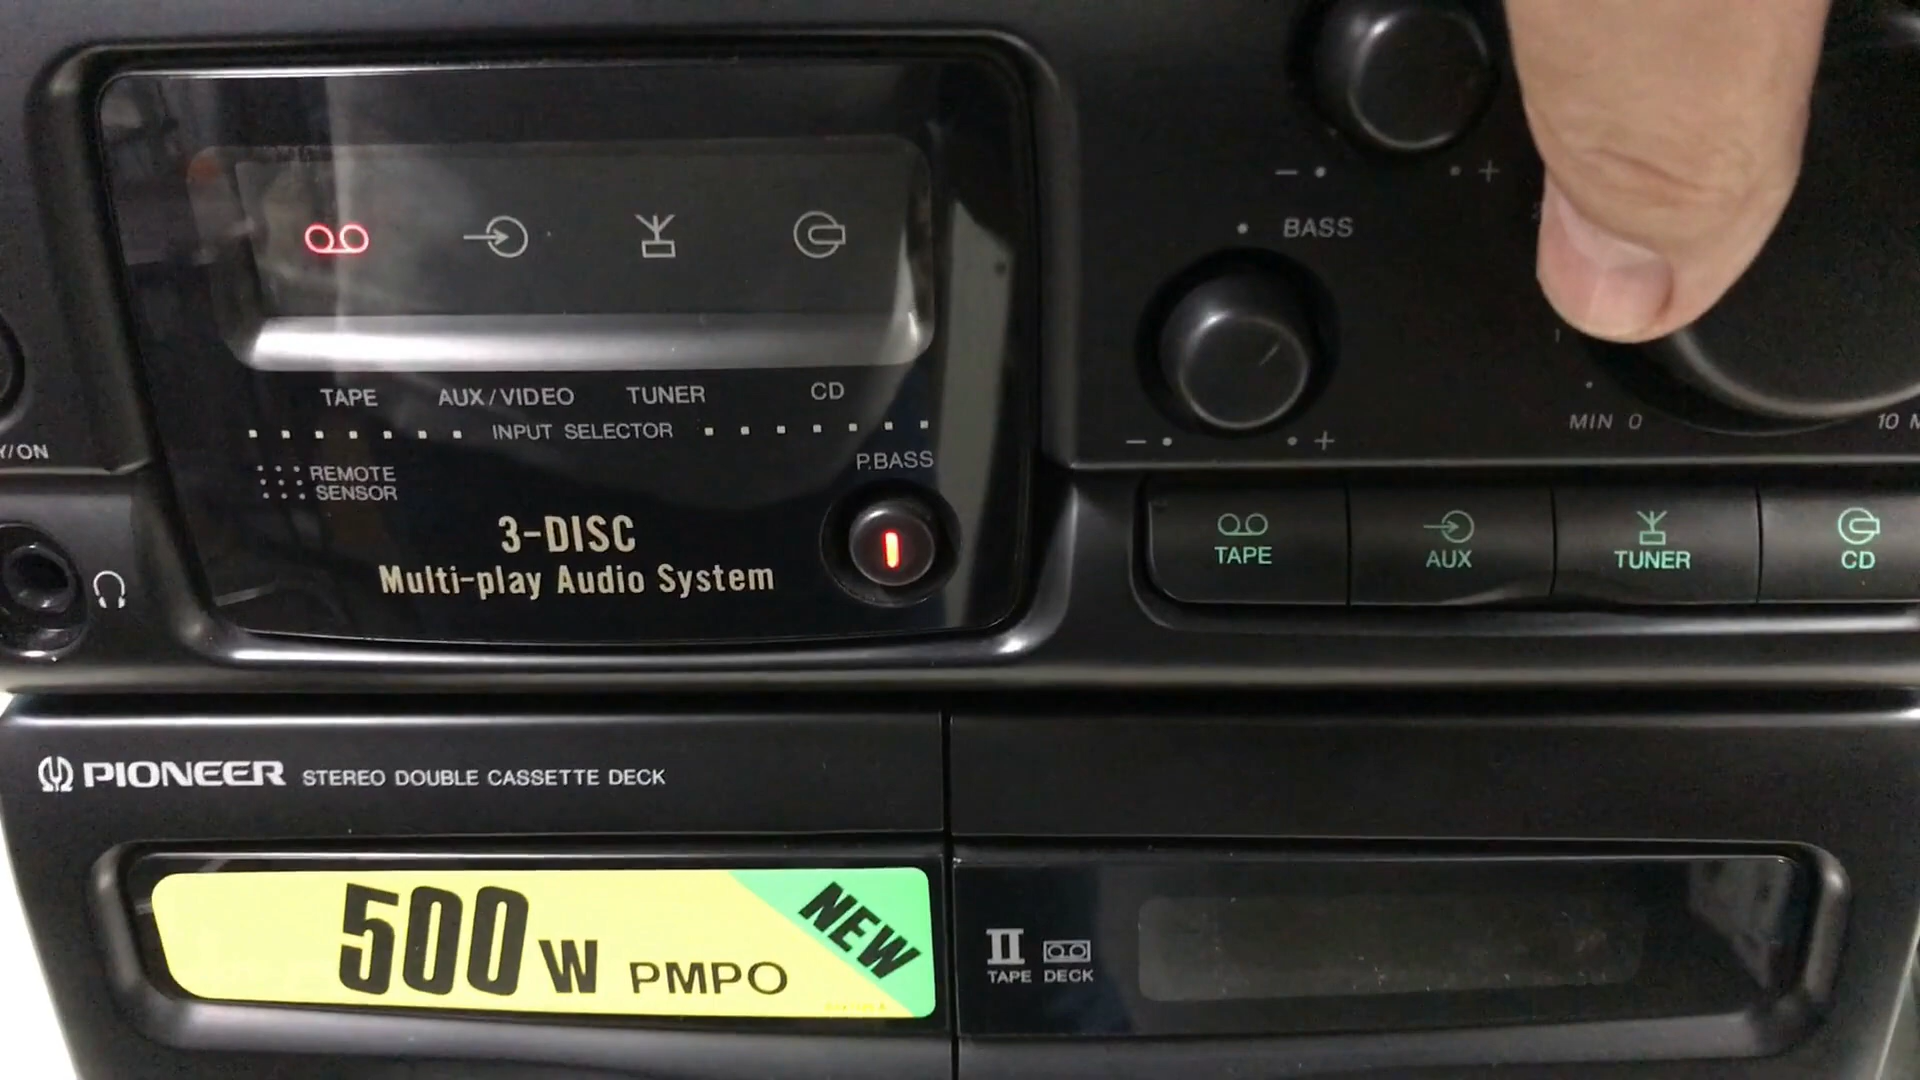 − +
BASS
− +
MIN 0 10
TAPE AUX/VIDEO TUNER CD
INPUT SELECTOR
P.BASS
REMOTE
SENSOR
3-DISC
Multi-play Audio System
Y/ON
TAPE AUX TUNER CD
PIONEER STEREO DOUBLE CASSETTE DECK
500W PMPO
NEW
II
TAPE DECK